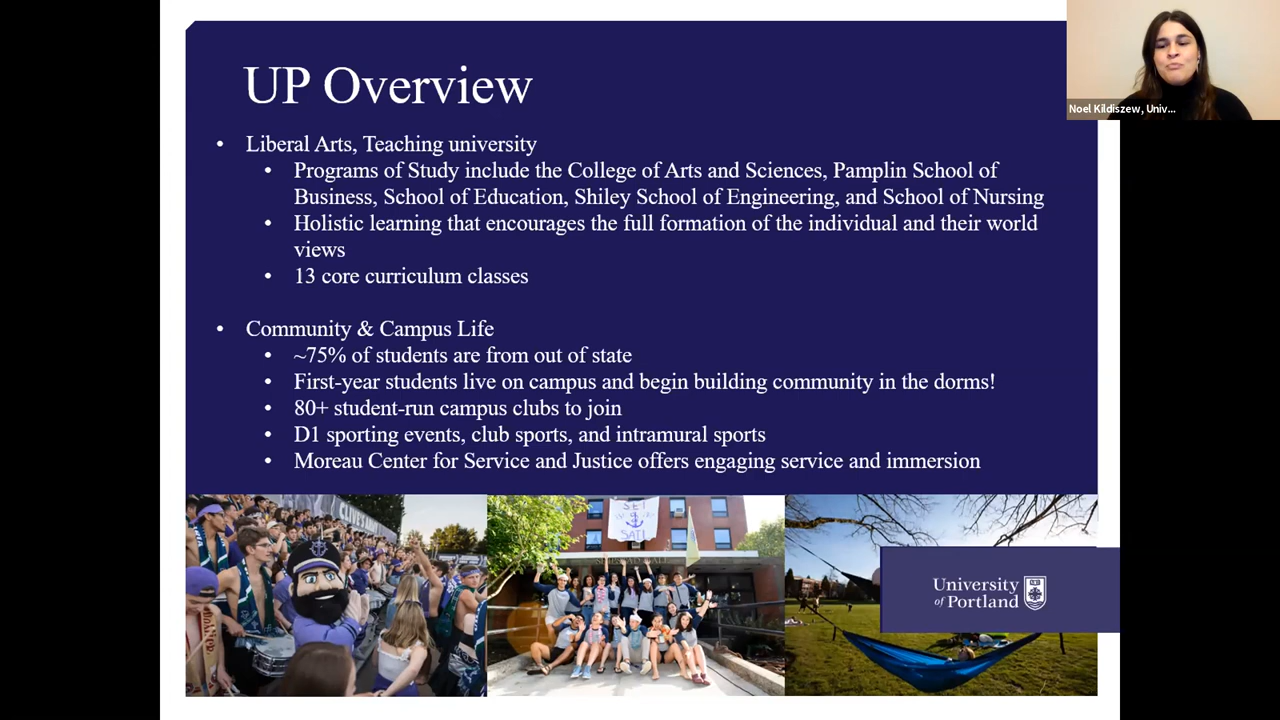 UP Overview
Noel Kildiszew, Univ...
• Liberal Arts, Teaching university
• Programs of Study include the College of Arts and Sciences, Pamplin School of
Business, School of Education, Shiley School of Engineering, and School of Nursing
• Holistic learning that encourages the full formation of the individual and their world
views
• 13 core curriculum classes
• Community & Campus Life
• ~75% of students are from out of state
• First-year students live on campus and begin building community in the dorms!
• 80+ student-run campus clubs to join
• D1 sporting events, club sports, and intramural sports
• Moreau Center for Service and Justice offers engaging service and immersion
SET
SAIL
University
of Portland